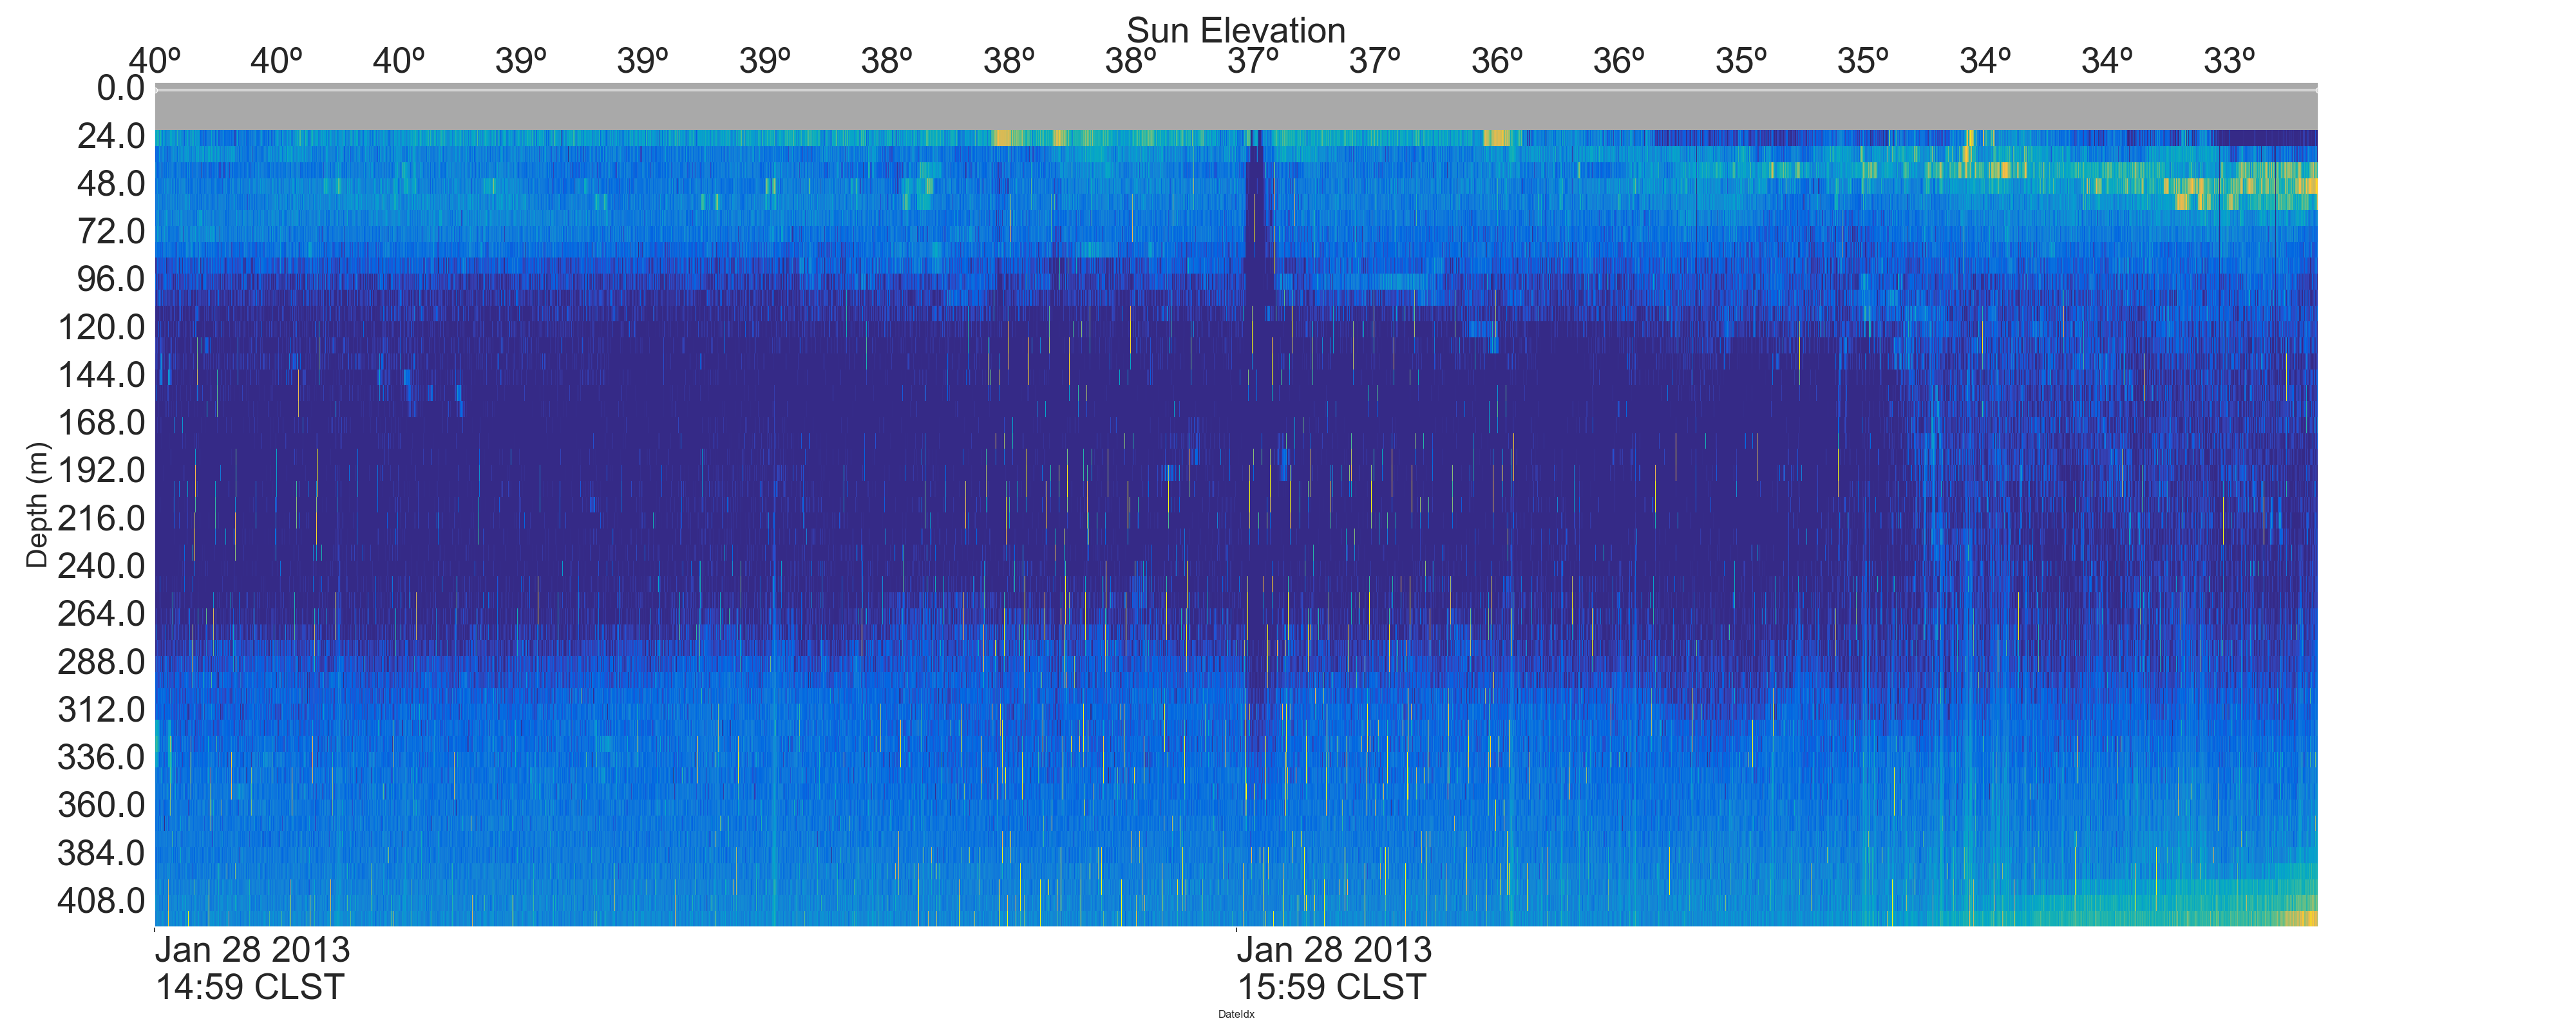 Sun Elevation
40º 40º 40º 39º 39º 39º 38º 38º 38º 37º 37º 36º 36º 35º 35º 34º 34º 33º
0.0
24.0
48.0
72.0
96.0
120.0
144.0
168.0
192.0
216.0
240.0
264.0
288.0
312.0
336.0
360.0
384.0
408.0
Depth (m)
Jan 28 2013
14:59 CLST
Jan 28 2013
15:59 CLST
DateIdx